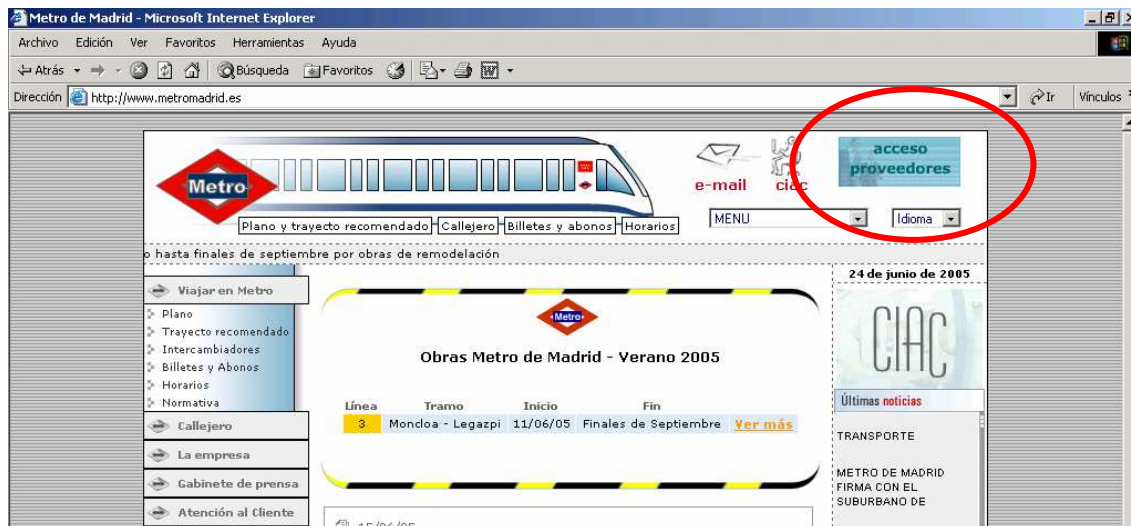 Metro de Madrid - Microsoft Internet Explorer
Archivo Edición Ver Favoritos Herramientas Ayuda
Atrás Búsqueda Favoritos
Dirección http://www.metromadrid.es Ir Vínculos
Metro
e-mail ciac
acceso
proveedores
MENU Idioma
Plano y trayecto recomendado Callejero Billetes y abonos Horarios
o hasta finales de septiembre por obras de remodelación
24 de junio de 2005
Viajar en Metro
Plano
Trayecto recomendado
Intercambiadores
Billetes y Abonos
Horarios
Normativa
Callejero
La empresa
Gabinete de prensa
Atención al Cliente
Metro
Obras Metro de Madrid - Verano 2005
Línea Tramo Inicio Fin
3 Moncloa - Legazpi 11/06/05 Finales de Septiembre Ver más
15/06/05
CIAC
Últimas noticias
TRANSPORTE
METRO DE MADRID
FIRMA CON EL
SUBURBANO DE